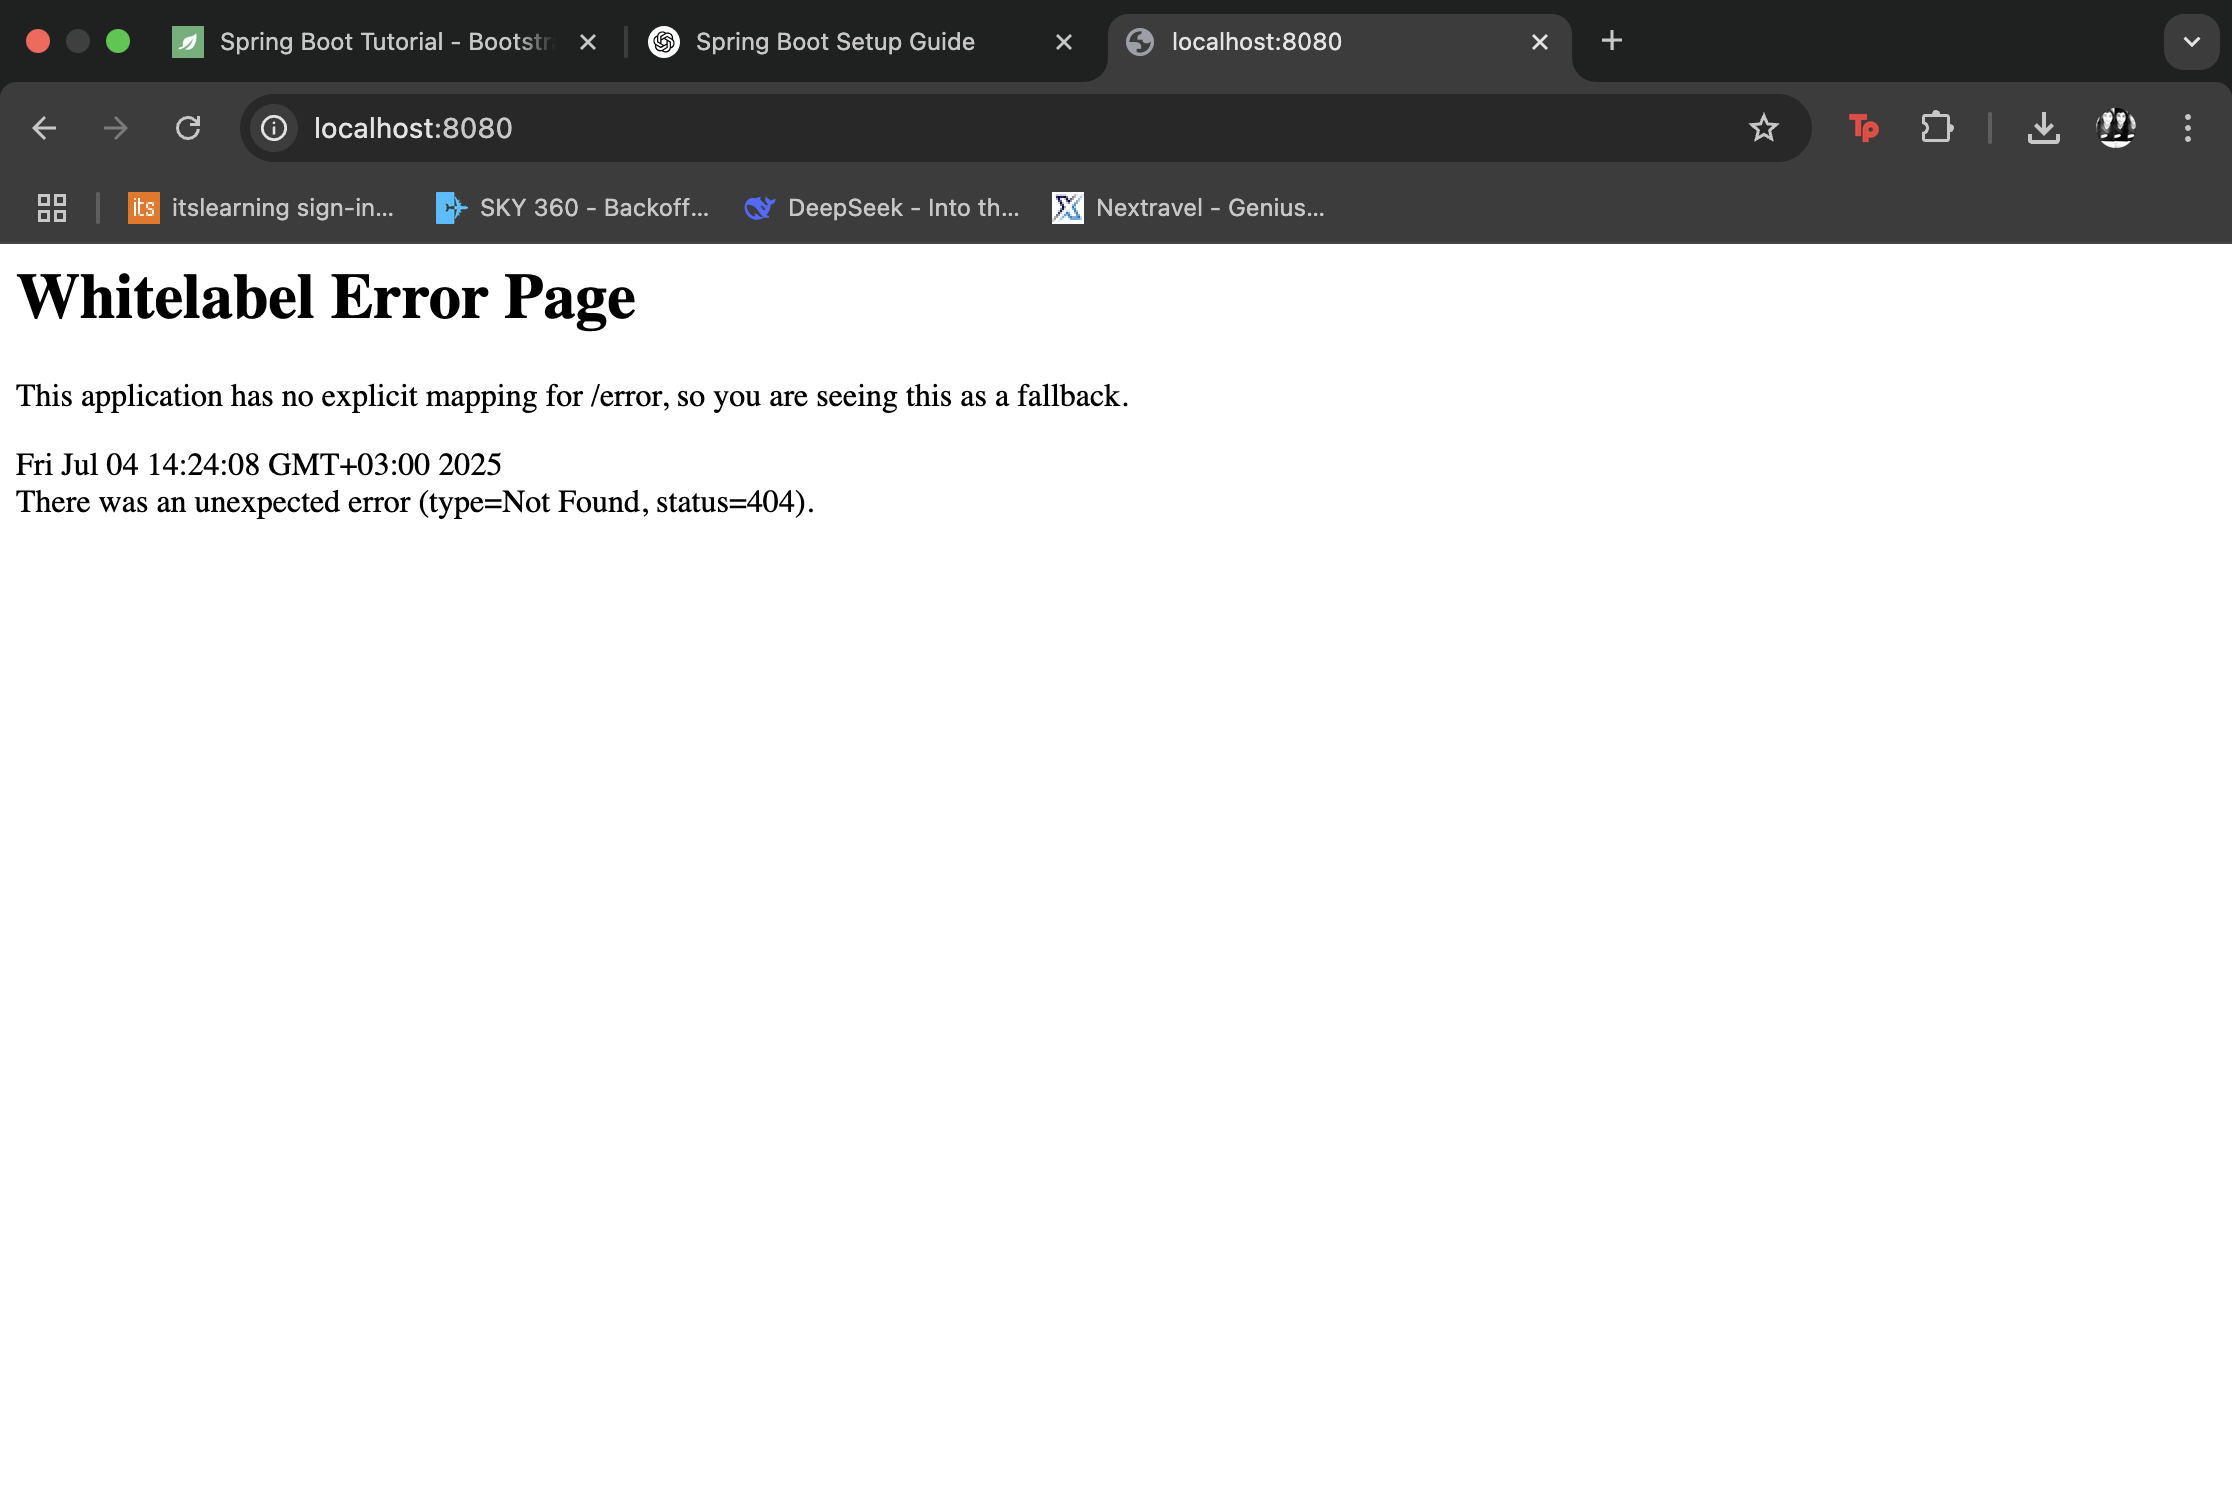 Spring Boot Tutorial - Bootstr
Spring Boot Setup Guide
localhost:8080
localhost:8080
Tp
its
itslearning sign-in...
SKY 360 - Backoff...
DeepSeek - Into th...
Nextravel - Genius...
Whitelabel Error Page
This application has no explicit mapping for /error, so you are seeing this as a fallback.
Fri Jul 04 14:24:08 GMT+03:00 2025
There was an unexpected error (type=Not Found, status=404).